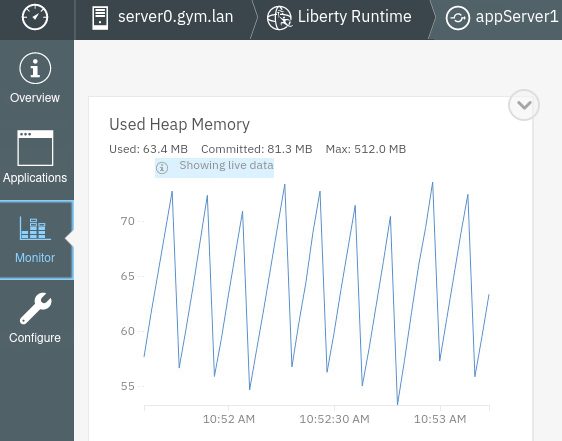 server0.gym.lan Liberty Runtime appServer1
Overview
Applications
Monitor
Configure
Used Heap Memory
Used: 63.4 MB Committed: 81.3 MB Max: 512.0 MB
Showing live data
70
65
60
55
10:52 AM 10:52:30 AM 10:53 AM